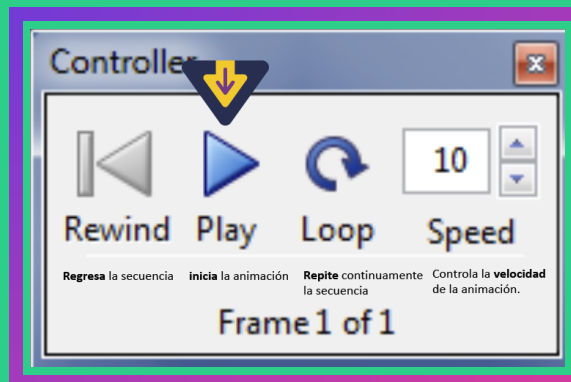 Controller
Rewind Play Loop 10 Speed
Regresa la secuencia
inicia la animación
Repite continuamente
la secuencia
Controla la velocidad
de la animación.
Frame 1 of 1